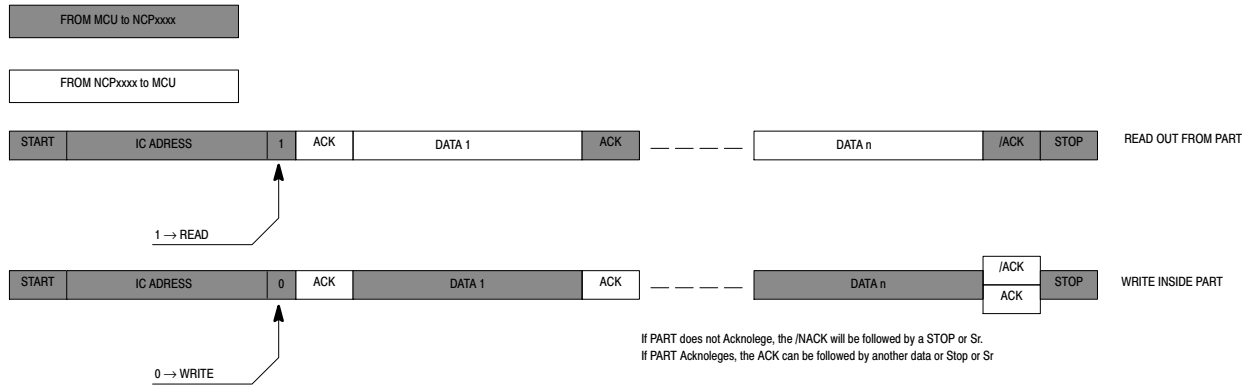 FROM MCU to NCPxxxx
FROM NCPxxxx to MCU
START IC ADRESS 1 ACK DATA 1 ACK DATA n /ACK STOP READ OUT FROM PART
1 → READ
START IC ADRESS 0 ACK DATA 1 ACK DATA n /ACK ACK STOP WRITE INSIDE PART
If PART does not Acknolege, the /NACK will be followed by a STOP or Sr.
If PART Acknoleges, the ACK can be followed by another data or Stop or Sr
0 → WRITE